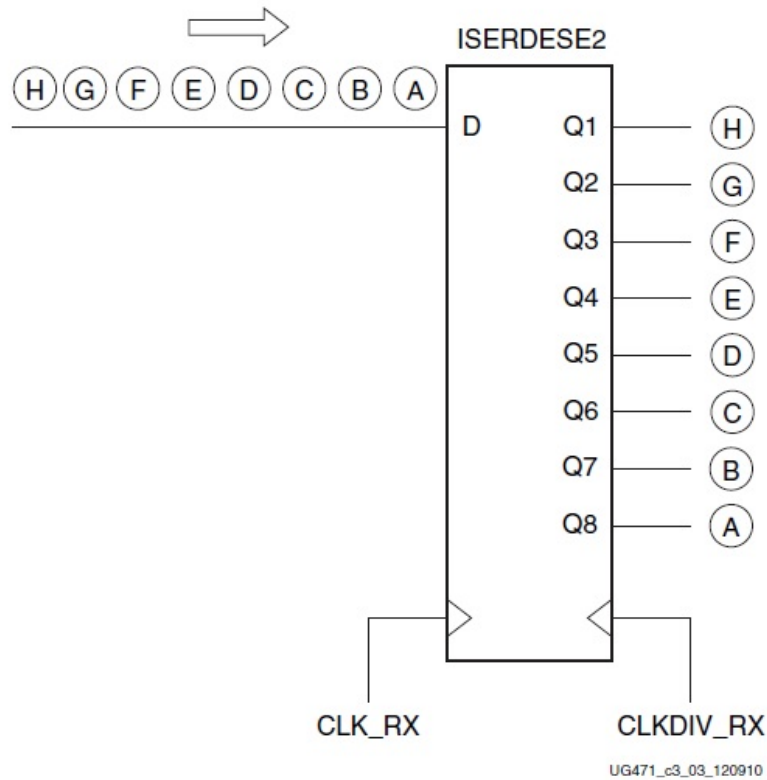 ISERDESE2
H G F E D C B A
D Q1 H
Q2 G
Q3 F
Q4 E
Q5 D
Q6 C
Q7 B
Q8 A
CLK_RX CLKDIV_RX
UG471_c3_03_120910